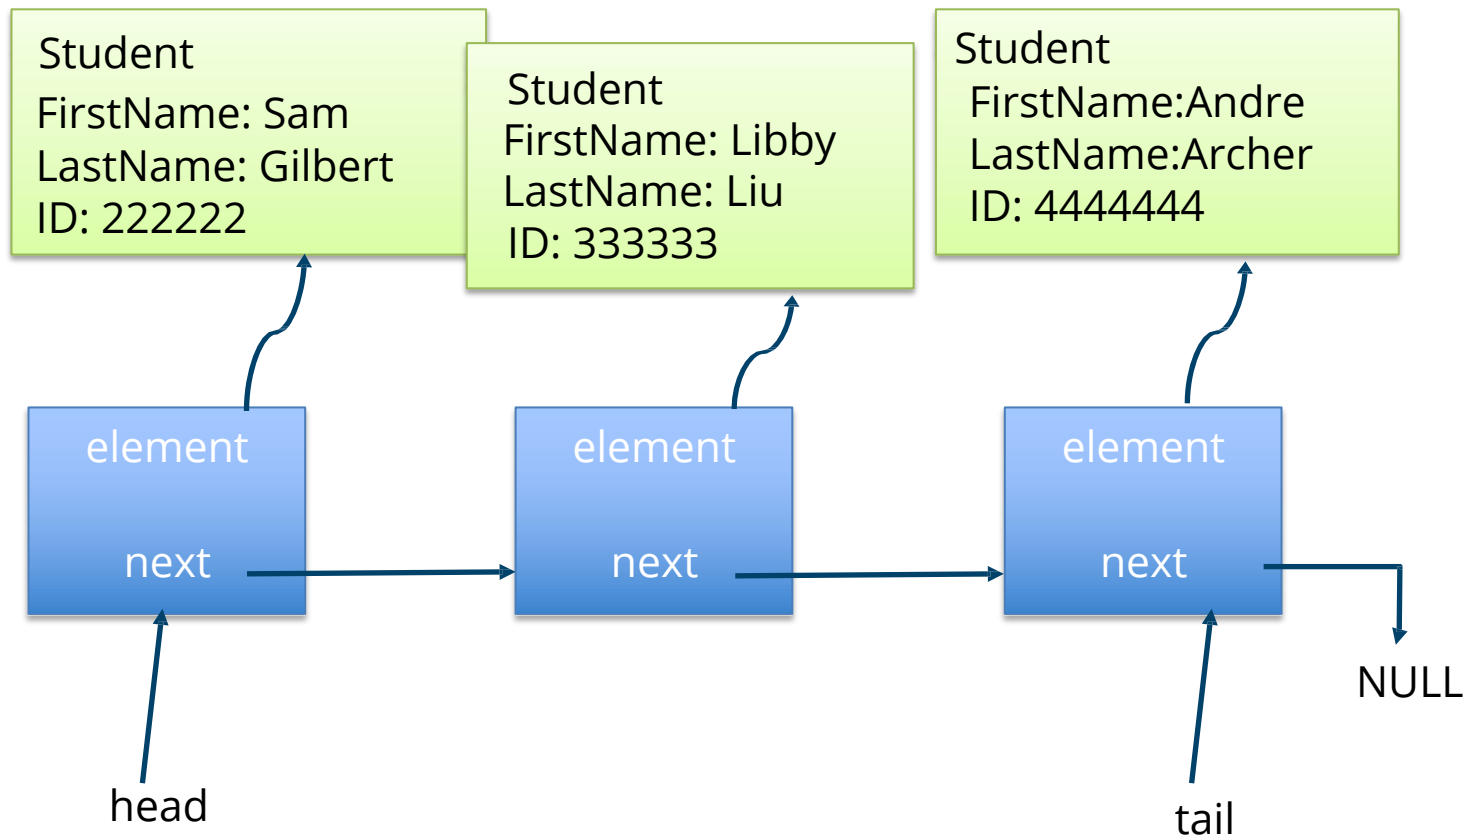 Student
FirstName: Sam
LastName: Gilbert
ID: 222222
Student
FirstName: Libby
LastName: Liu
ID: 333333
Student
FirstName:Andre
LastName:Archer
ID: 4444444
element
next
element
next
element
next
NULL
head
tail